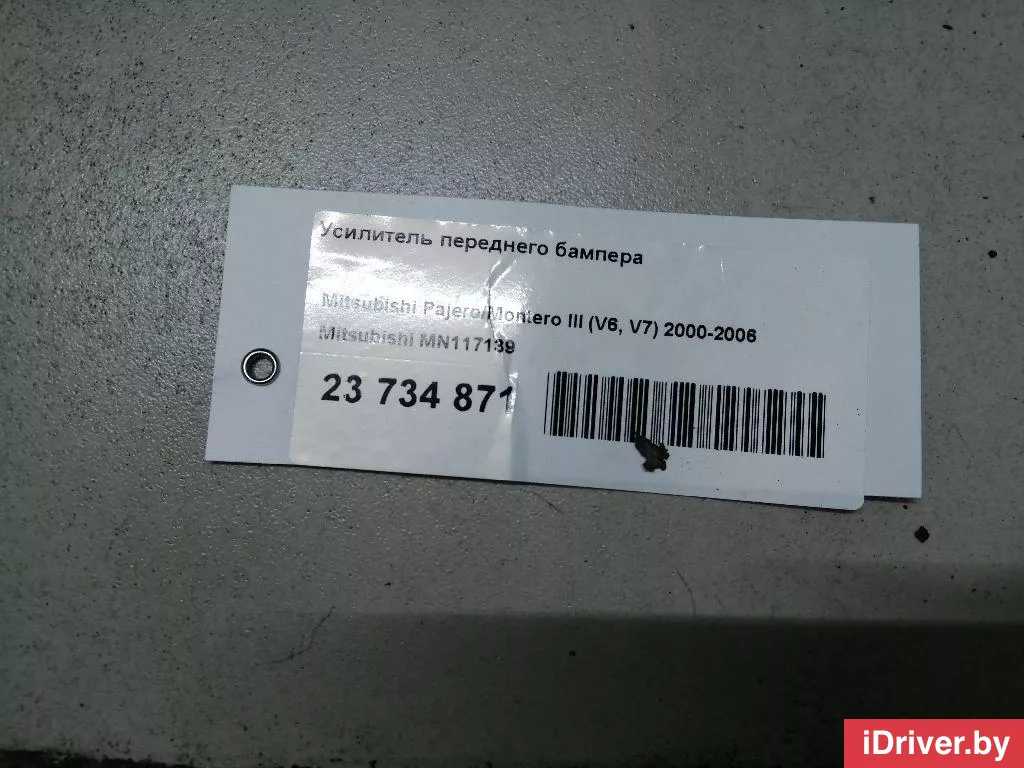 Усилитель переднего бампера
Mitsubishi Pajero/Montero III (V6, V7) 2000-2006
Mitsubishi MN117139
23 734 871
iDriver.by